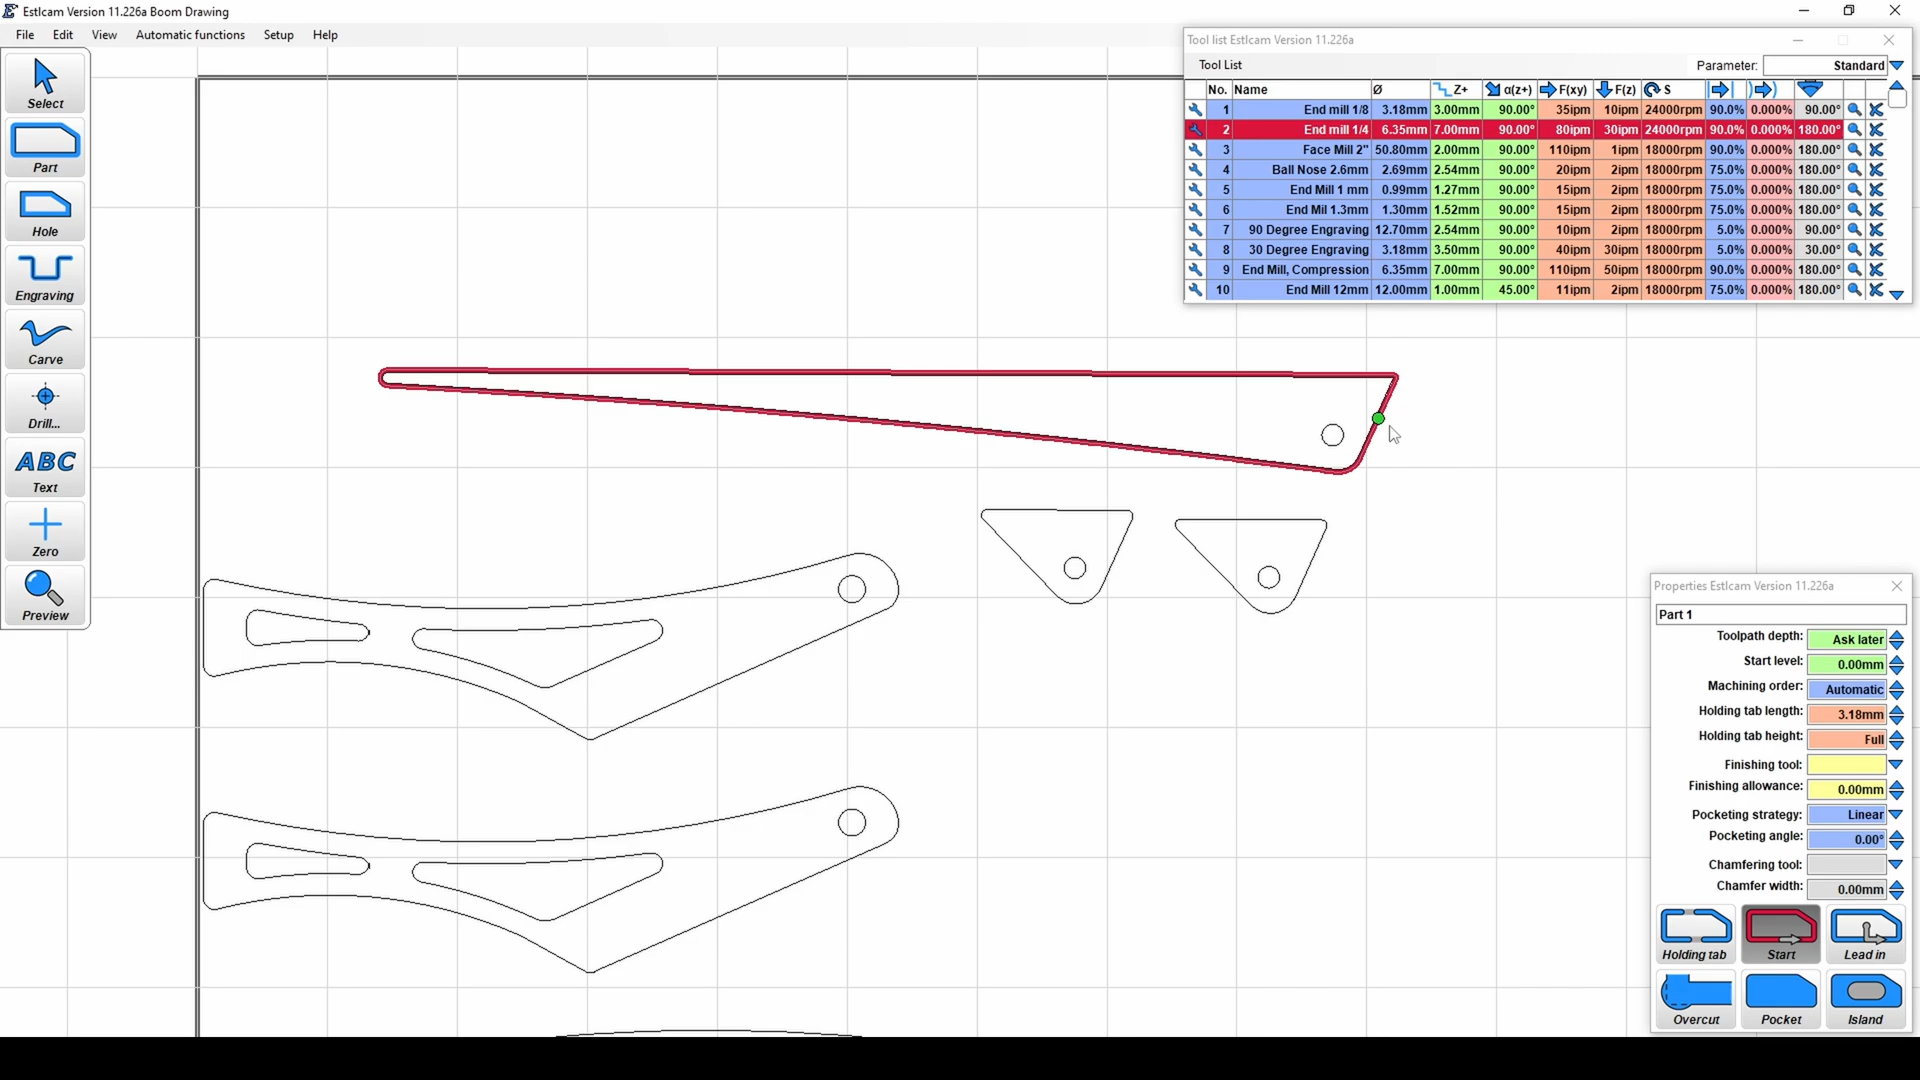 Estlcam Version 11.226a Boom Drawing
File Edit View Automatic functions Setup Help
Select
Part
Hole
Engraving
Carve
Drill...
ABC
Text
Zero
Preview
Tool list Estlcam Version 11.226a
Tool List Parameter: Standard
No. Name Ø Z+ α(z+) F(xy) F(z) S
1 End mill 1/8 3.18mm 3.00mm 90.00° 35ipm 10ipm 24000rpm 90.0% 0.000% 90.00°
2 End mill 1/4 6.35mm 7.00mm 90.00° 80ipm 30ipm 24000rpm 90.0% 0.000% 180.00°
3 Face Mill 2" 50.80mm 2.00mm 90.00° 110ipm 1ipm 18000rpm 90.0% 0.000% 180.00°
4 Ball Nose 2.6mm 2.69mm 2.54mm 90.00° 20ipm 2ipm 18000rpm 75.0% 0.000% 180.00°
5 End Mill 1 mm 0.99mm 1.27mm 90.00° 15ipm 2ipm 18000rpm 75.0% 0.000% 180.00°
6 End Mil 1.3mm 1.30mm 1.52mm 90.00° 15ipm 2ipm 18000rpm 75.0% 0.000% 180.00°
7 90 Degree Engraving 12.70mm 2.54mm 90.00° 10ipm 2ipm 18000rpm 5.0% 0.000% 90.00°
8 30 Degree Engraving 3.18mm 3.50mm 90.00° 40ipm 30ipm 18000rpm 5.0% 0.000% 30.00°
9 End Mill, Compression 6.35mm 7.00mm 90.00° 110ipm 50ipm 18000rpm 90.0% 0.000% 180.00°
10 End Mill 12mm 12.00mm 1.00mm 45.00° 11ipm 2ipm 18000rpm 75.0% 0.000% 180.00°
Properties Estlcam Version 11.226a
Part 1
Toolpath depth: Ask later
Start level: 0.00mm
Machining order: Automatic
Holding tab length: 3.18mm
Holding tab height: Full
Finishing tool:
Finishing allowance: 0.00mm
Pocketing strategy: Linear
Pocketing angle: 0.00°
Chamfering tool:
Chamfer width: 0.00mm
Holding tab Start Lead in
Overcut Pocket Island